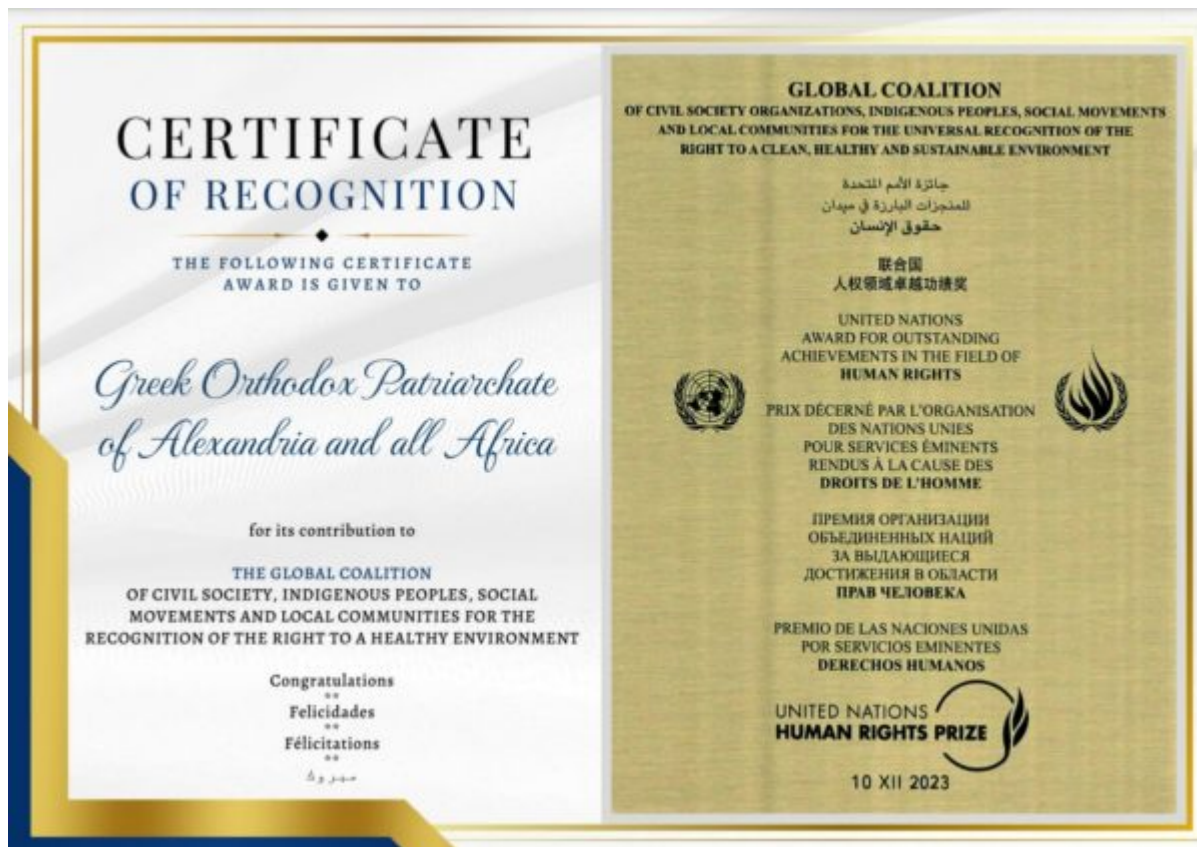 CERTIFICATE
OF RECOGNITION
THE FOLLOWING CERTIFICATE
AWARD IS GIVEN TO
Greek Orthodox Patriarchate
of Alexandria and all Africa
for its contribution to
THE GLOBAL COALITION
OF CIVIL SOCIETY, INDIGENOUS PEOPLES, SOCIAL
MOVEMENTS AND LOCAL COMMUNITIES FOR THE
RECOGNITION OF THE RIGHT TO A HEALTHY ENVIRONMENT
Congratulations
**
Felicidades
**
Félicitations
**
مبروك
GLOBAL COALITION
OF CIVIL SOCIETY ORGANIZATIONS, INDIGENOUS PEOPLES, SOCIAL MOVEMENTS
AND LOCAL COMMUNITIES FOR THE UNIVERSAL RECOGNITION OF THE
RIGHT TO A CLEAN, HEALTHY AND SUSTAINABLE ENVIRONMENT
جائزة الأمم المتحدة
للمنجزات البارزة في ميدان
حقوق الإنسان
联合国
人权领域卓越功绩奖
UNITED NATIONS
AWARD FOR OUTSTANDING
ACHIEVEMENTS IN THE FIELD OF
HUMAN RIGHTS
PRIX DÉCERNÉ PAR L'ORGANISATION
DES NATIONS UNIES
POUR SERVICES ÉMINENTS
RENDUS À LA CAUSE DES
DROITS DE L'HOMME
ПРЕМИЯ ОРГАНИЗАЦИИ
ОБЪЕДИНЕННЫХ НАЦИЙ
ЗА ВЫДАЮЩИЕСЯ
ДОСТИЖЕНИЯ В ОБЛАСТИ
ПРАВ ЧЕЛОВЕКА
PREMIO DE LAS NACIONES UNIDAS
POR SERVICIOS EMINENTES
DERECHOS HUMANOS
UNITED NATIONS
HUMAN RIGHTS PRIZE
10 XII 2023